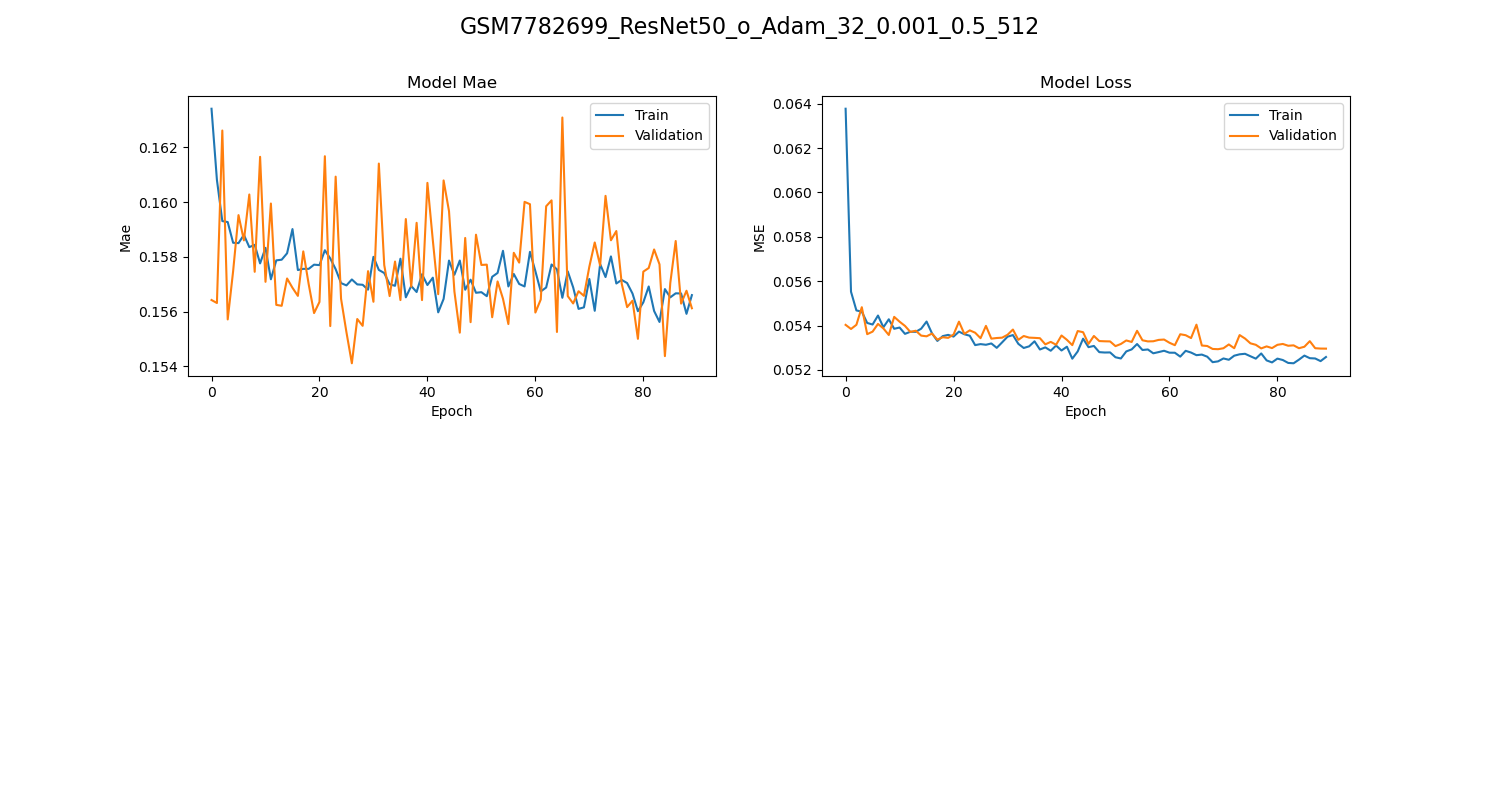 GSM7782699_ResNet50_o_Adam_32_0.001_0.5_512
Model Mae
Train
Validation
0.162
0.160
0.158
0.156
0.154
Mae
0 20 40 60 80
Epoch
Model Loss
Train
Validation
0.064
0.062
0.060
0.058
0.056
0.054
0.052
MSE
0 20 40 60 80
Epoch